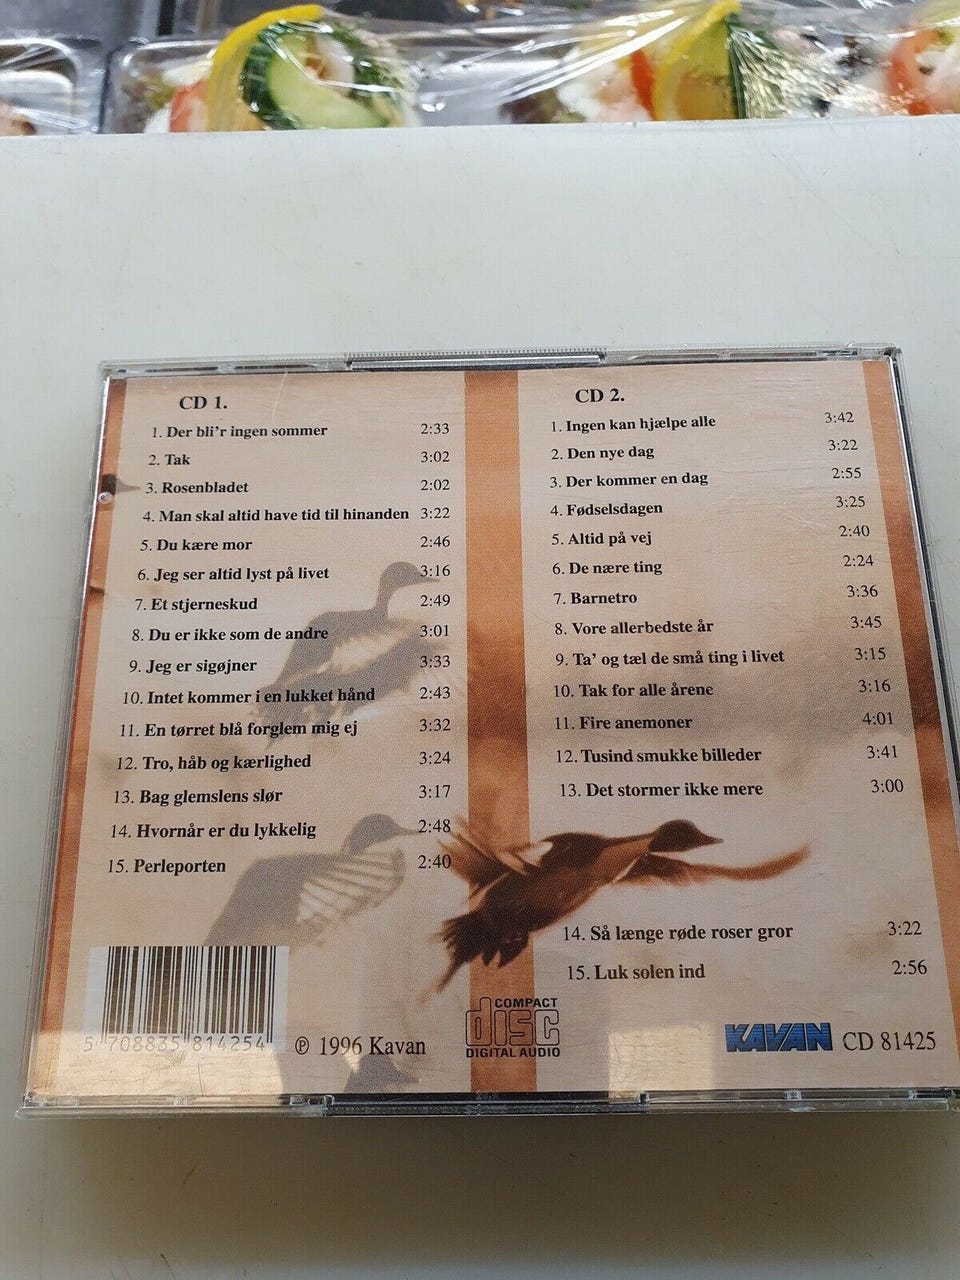 CD 1.
1. Der bli'r ingen sommer 2:33
2. Tak 3:02
3. Rosenbladet 2:02
4. Man skal altid have tid til hinanden 3:22
5. Du kære mor 2:46
6. Jeg ser altid lyst på livet 3:16
7. Et stjerneskud 2:49
8. Du er ikke som de andre 3:01
9. Jeg er sigøjner 3:33
10. Intet kommer i en lukket hånd 2:43
11. En tørret blå forglem mig ej 3:32
12. Tro, håb og kærlighed 3:24
13. Bag glemslens slør 3:17
14. Hvornår er du lykkelig 2:48
15. Perleporten 2:40
CD 2.
1. Ingen kan hjælpe alle 3:42
2. Den nye dag 3:22
3. Der kommer en dag 2:55
4. Fødselsdagen 3:25
5. Altid på vej 2:40
6. De nære ting 2:24
7. Barnetro 3:36
8. Vore allerbedste år 3:45
9. Ta' og tæl de små ting i livet 3:15
10. Tak for alle årene 3:16
11. Fire anemoner 4:01
12. Tusind smukke billeder 3:41
13. Det stormer ikke mere 3:00
14. Så længe røde roser gror 3:22
15. Luk solen ind 2:56
5 708835 814254
℗ 1996 Kavan
COMPACT
disc
DIGITAL AUDIO
KAVAN CD 81425